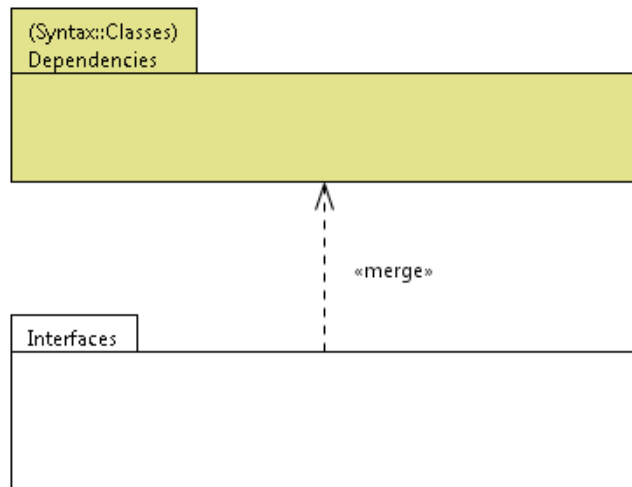 (Syntax::Classes)
Dependencies
«merge»
Interfaces